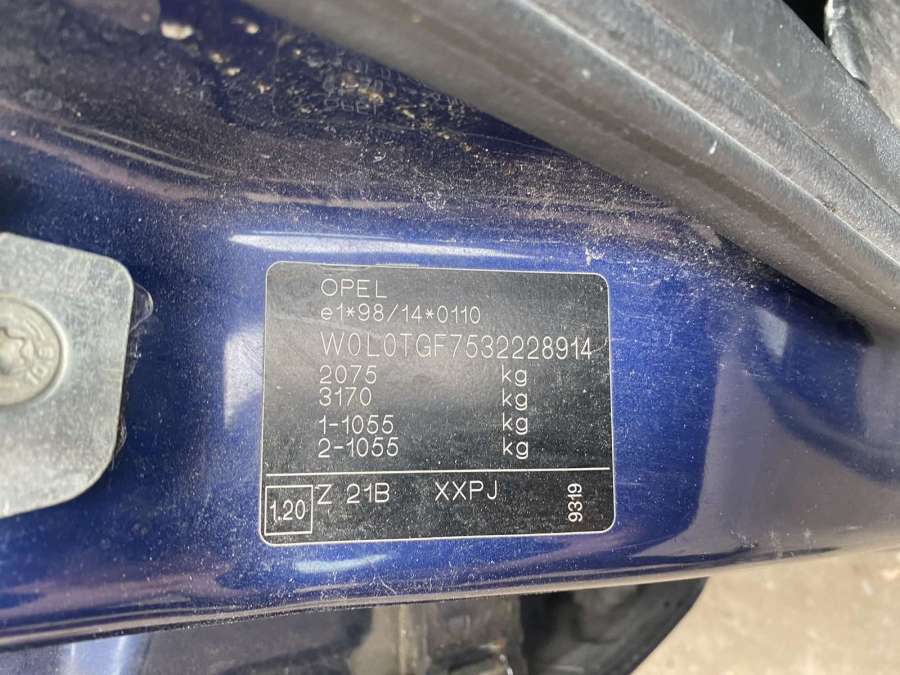 OPEL
e1*98/14*0110
W0L0TGF7532228914
2075 kg
3170 kg
1-1055 kg
2-1055 kg
1.20 Z 21B XXPJ 9319